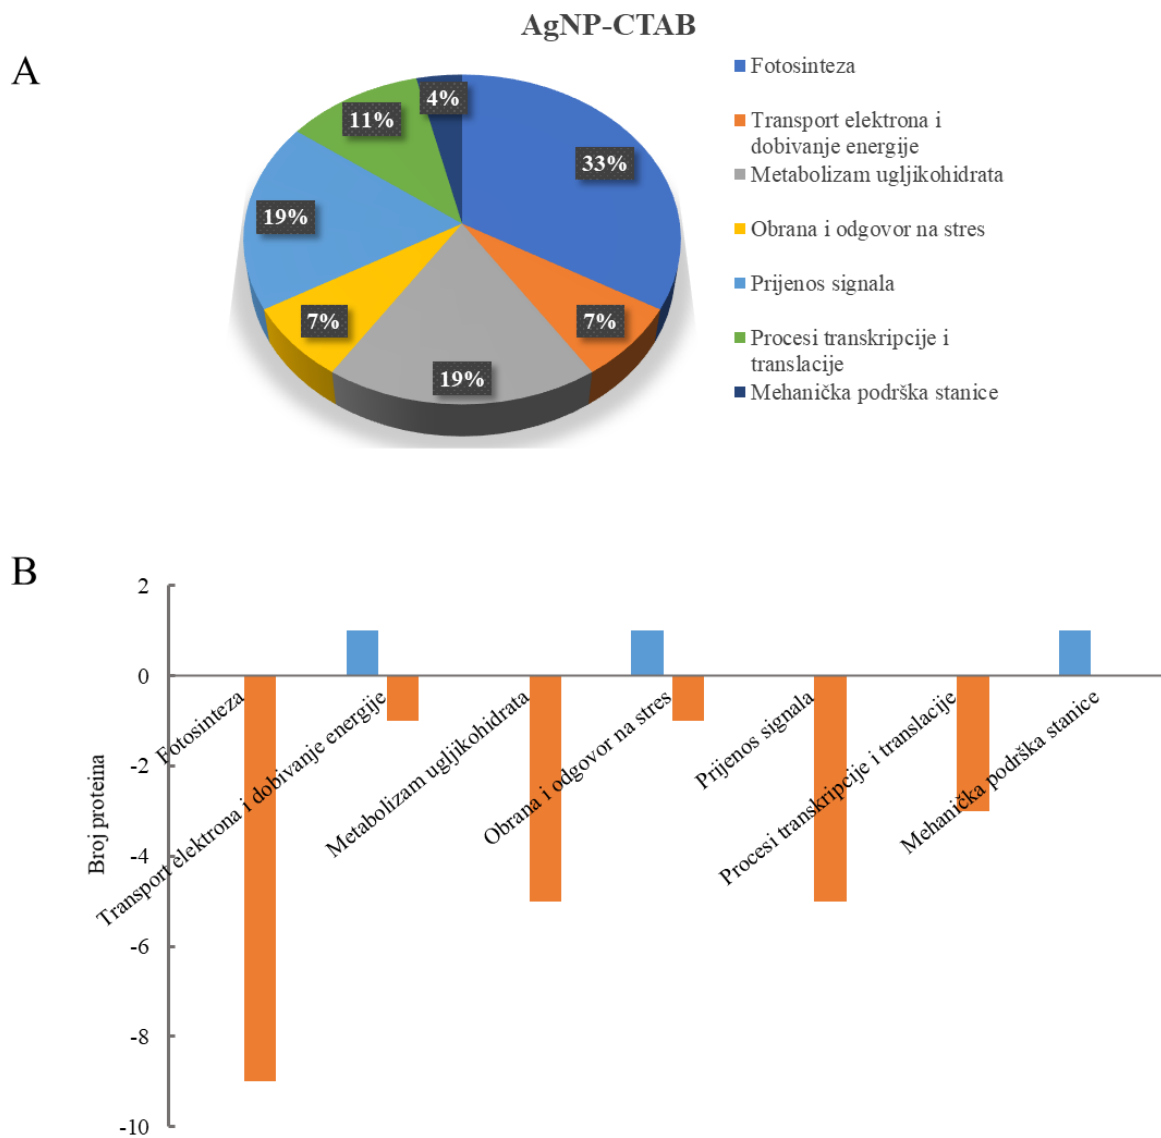 AgNP-CTAB
A
4%
11%
33%
19%
7%
7%
19%
Fotosinteza
Transport elektrona i
dobivanje energije
Metabolizam ugljikohidrata
Obrana i odgovor na stres
Prijenos signala
Procesi transkripcije i
translacije
Mehanička podrška stanice
B
Broj proteina
2
0
-2
-4
-6
-8
-10
Fotosinteza
Transport elektrona i dobivanje energije
Metabolizam ugljikohidrata
Obrana i odgovor na stres
Prijenos signala
Procesi transkripcije i translacije
Mehanička podrška stanice